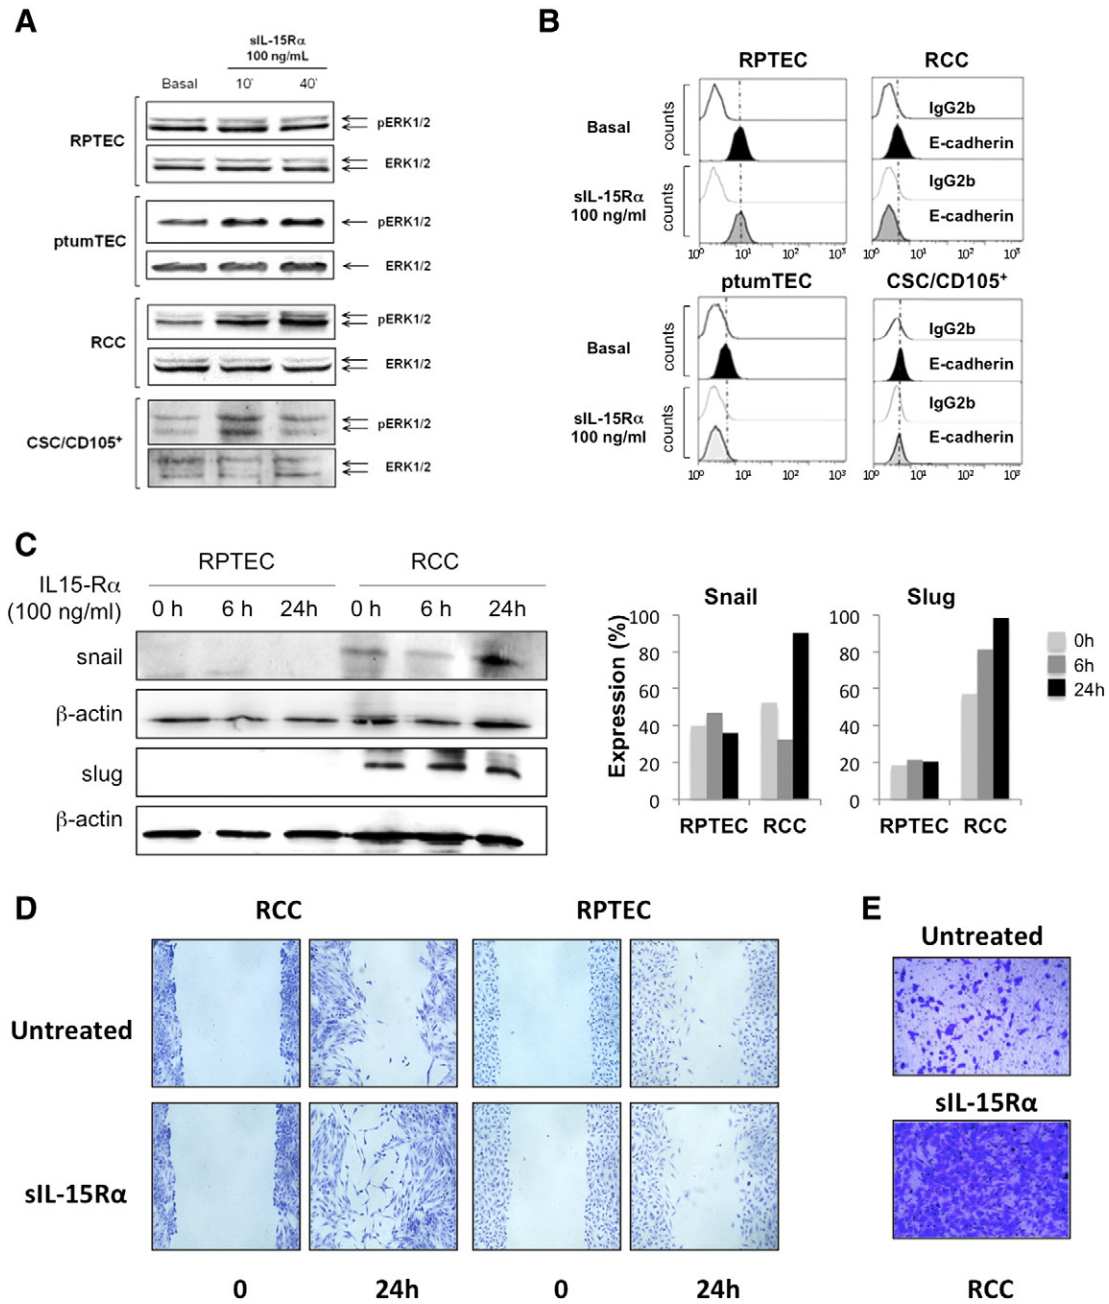 A
sIL-15Rα
100 ng/mL
Basal 10' 40'
RPTEC
pERK1/2
ERK1/2
ptumTEC
pERK1/2
ERK1/2
RCC
pERK1/2
ERK1/2
CSC/CD105+
pERK1/2
ERK1/2
B
RPTEC RCC
Basal
counts
IgG2b
E-cadherin
sIL-15Rα
100 ng/ml
counts
IgG2b
E-cadherin
10⁰ 10¹ 10² 10³ 10⁰ 10¹ 10² 10³
ptumTEC CSC/CD105+
Basal
counts
IgG2b
E-cadherin
sIL-15Rα
100 ng/ml
counts
IgG2b
E-cadherin
10⁰ 10¹ 10² 10³ 10⁰ 10¹ 10² 10³
C
RPTEC RCC
IL15-Rα
(100 ng/ml)
0 h 6 h 24h 0 h 6 h 24h
snail
β-actin
slug
β-actin
Snail
Expression (%)
100
80
60
40
20
0
RPTEC RCC
Slug
100
80
60
40
20
0
RPTEC RCC
0h
6h
24h
D
RCC RPTEC
Untreated
sIL-15Rα
0 24h 0 24h
E
Untreated
sIL-15Rα
RCC